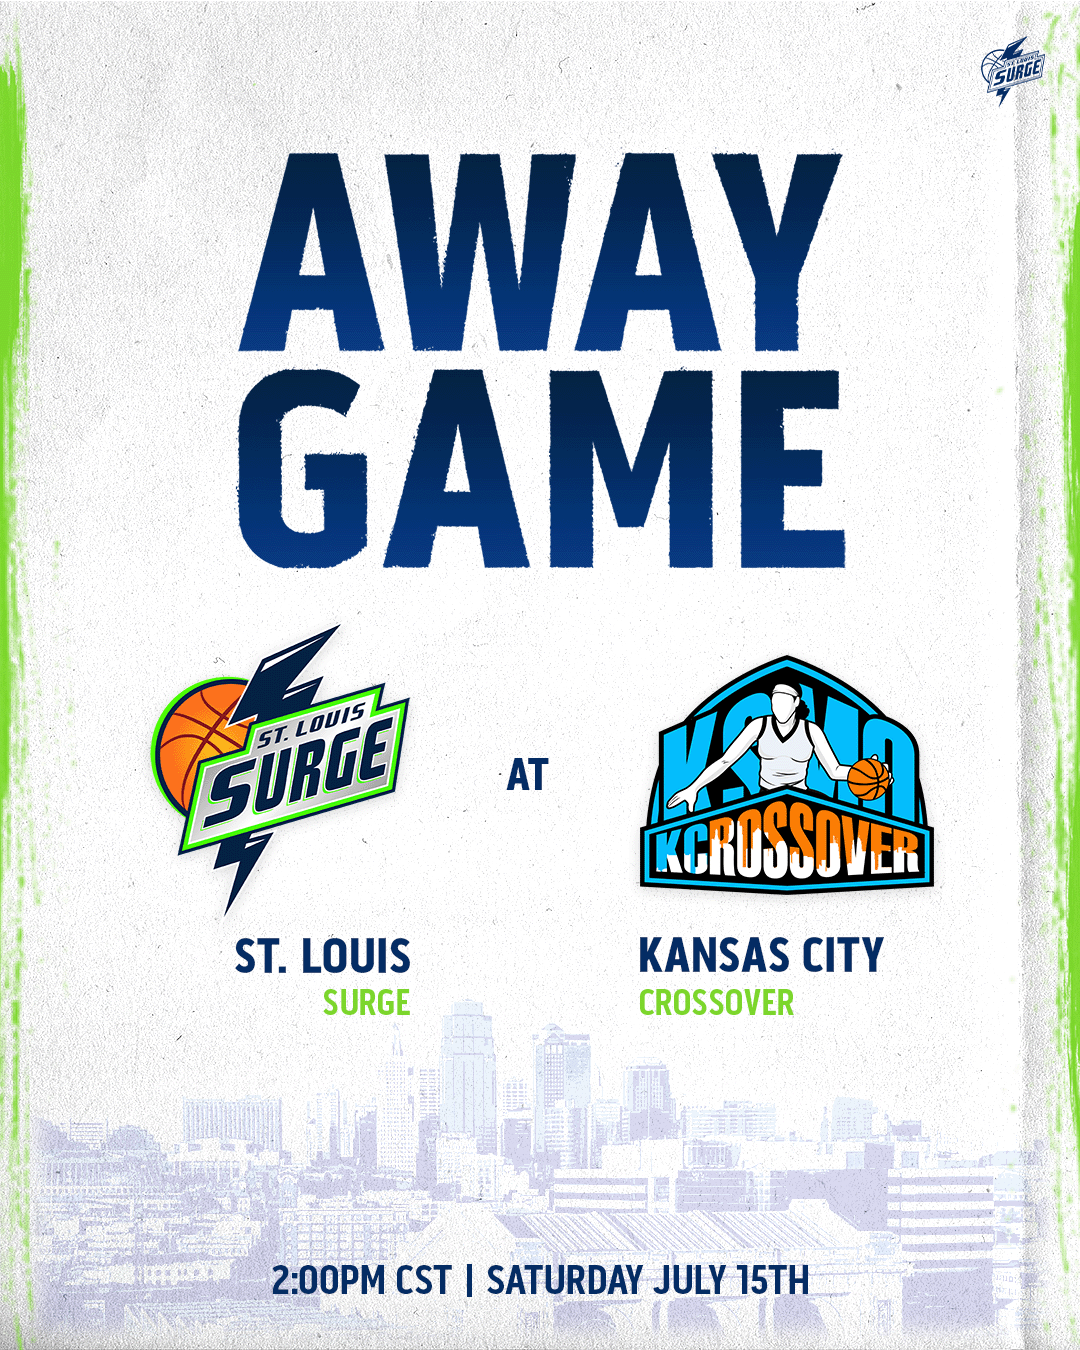 ST. LOUIS
SURGE
AWAY
GAME
ST. LOUIS
SURGE
AT
KSMO
KCROSSOVER
ST. LOUIS
SURGE
KANSAS CITY
CROSSOVER
2:00PM CST | SATURDAY JULY 15TH